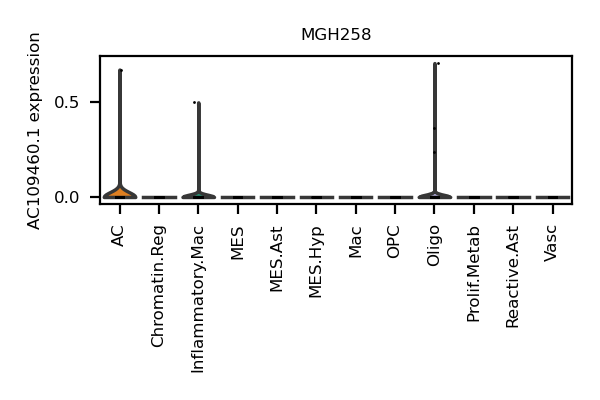 MGH258
AC109460.1 expression
0.5
0.0
AC
Chromatin.Reg
Inflammatory.Mac
MES
MES.Ast
MES.Hyp
Mac
OPC
Oligo
Prolif.Metab
Reactive.Ast
Vasc